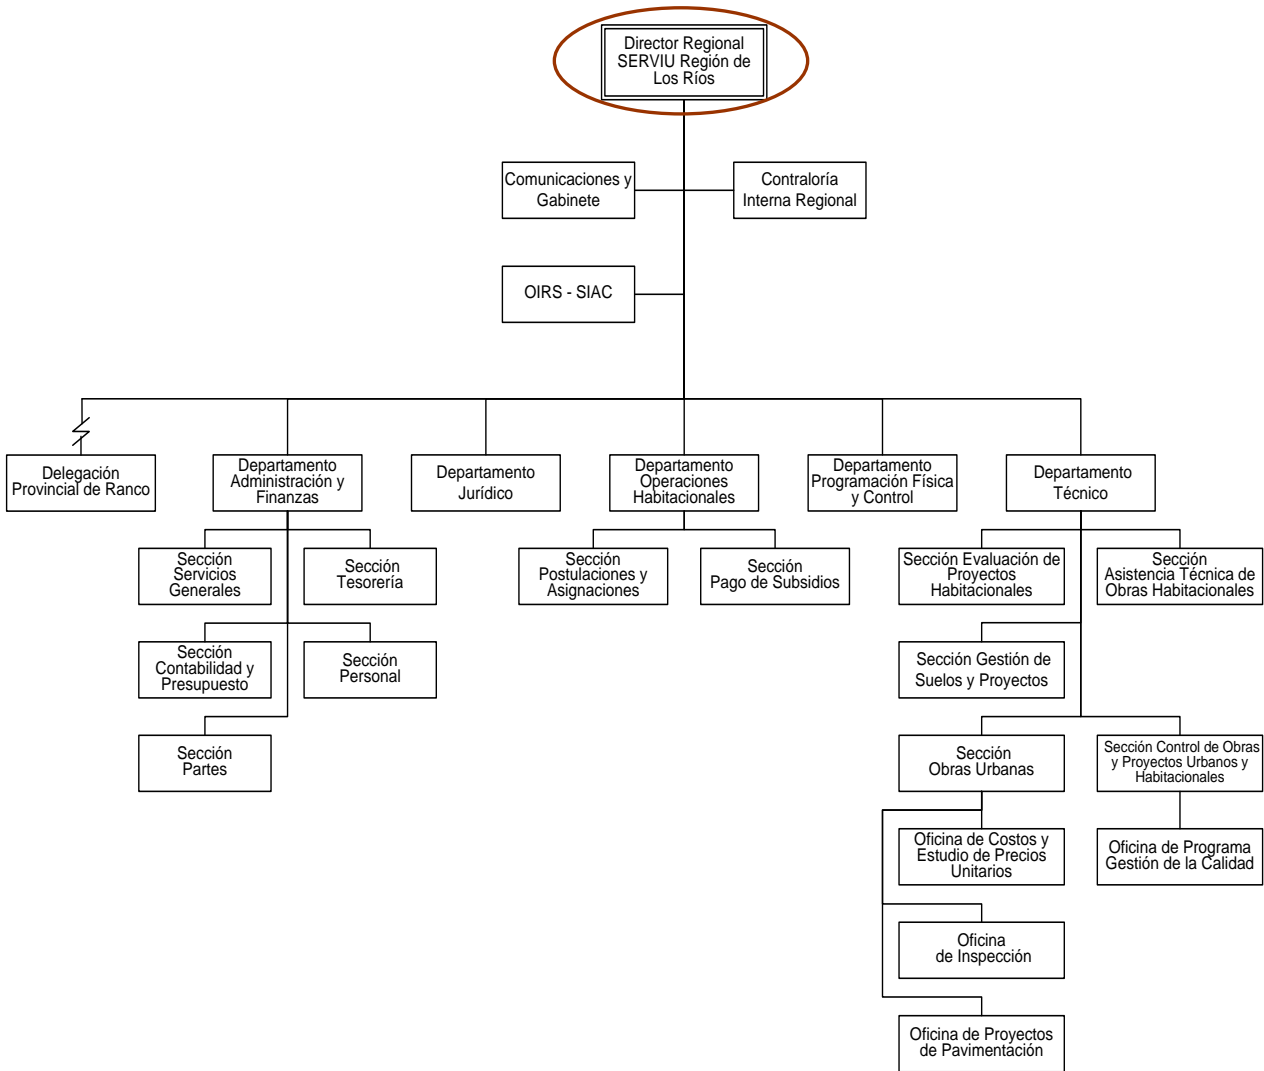 Director Regional
SERVIU Región de
Los Ríos
Comunicaciones y
Gabinete
Contraloría
Interna Regional
OIRS - SIAC
Delegación
Provincial de Ranco
Departamento
Administración y
Finanzas
Departamento
Jurídico
Departamento
Operaciones
Habitacionales
Departamento
Programación Física
y Control
Departamento
Técnico
Sección
Servicios
Generales
Sección
Tesorería
Sección
Postulaciones y
Asignaciones
Sección
Pago de Subsidios
Sección Evaluación de
Proyectos
Habitacionales
Sección
Asistencia Técnica de
Obras Habitacionales
Sección
Contabilidad y
Presupuesto
Sección
Personal
Sección Gestión de
Suelos y Proyectos
Sección
Partes
Sección
Obras Urbanas
Sección Control de Obras
y Proyectos Urbanos y
Habitacionales
Oficina de Costos y
Estudio de Precios
Unitarios
Oficina de Programa
Gestión de la Calidad
Oficina
de Inspección
Oficina de Proyectos
de Pavimentación